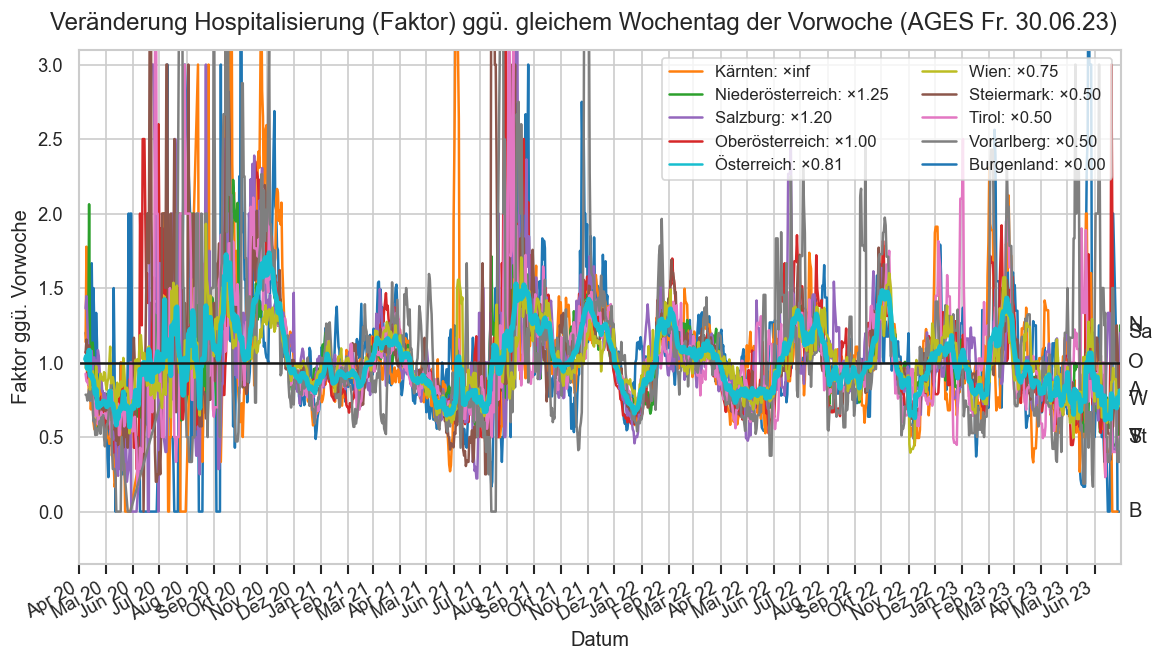 Veränderung Hospitalisierung (Faktor) ggü. gleichem Wochentag der Vorwoche (AGES Fr. 30.06.23)
Faktor ggü. Vorwoche
3.0
2.5
2.0
1.5
1.0
0.5
0.0
Kärnten: ×inf
Niederösterreich: ×1.25
Salzburg: ×1.20
Oberösterreich: ×1.00
Österreich: ×0.81
Wien: ×0.75
Steiermark: ×0.50
Tirol: ×0.50
Vorarlberg: ×0.50
Burgenland: ×0.00
N
Sa
O
A
W
B
Apr 20
Mai 20
Jun 20
Jul 20
Aug 20
Sep 20
Okt 20
Nov 20
Dez 20
Jan 21
Feb 21
Mär 21
Apr 21
Mai 21
Jun 21
Jul 21
Aug 21
Sep 21
Okt 21
Nov 21
Dez 21
Jan 22
Feb 22
Mär 22
Apr 22
Mai 22
Jun 22
Jul 22
Aug 22
Sep 22
Okt 22
Nov 22
Dez 22
Jan 23
Feb 23
Mär 23
Apr 23
Mai 23
Jun 23
Datum